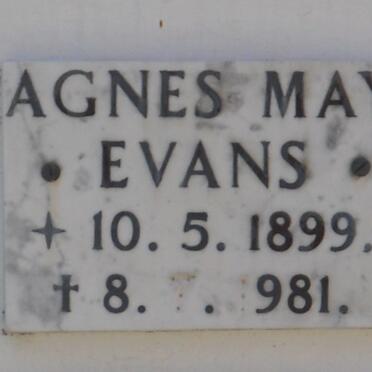 AGNES MAY
EVANS
10. 5. 1899.
† 8. . 981.